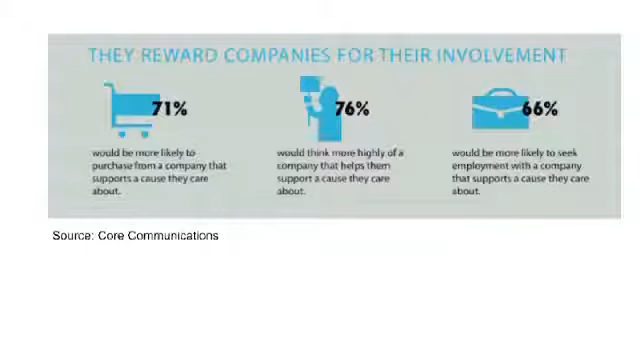 THEY REWARD COMPANIES FOR THEIR INVOLVEMENT
71%
would be more likely to
purchase from a company that
supports a cause they care
about.
76%
would think more highly of a
company that helps them
support a cause they care
about.
66%
would be more likely to seek
employment with a company
that supports a cause they care
about.
Source: Core Communications